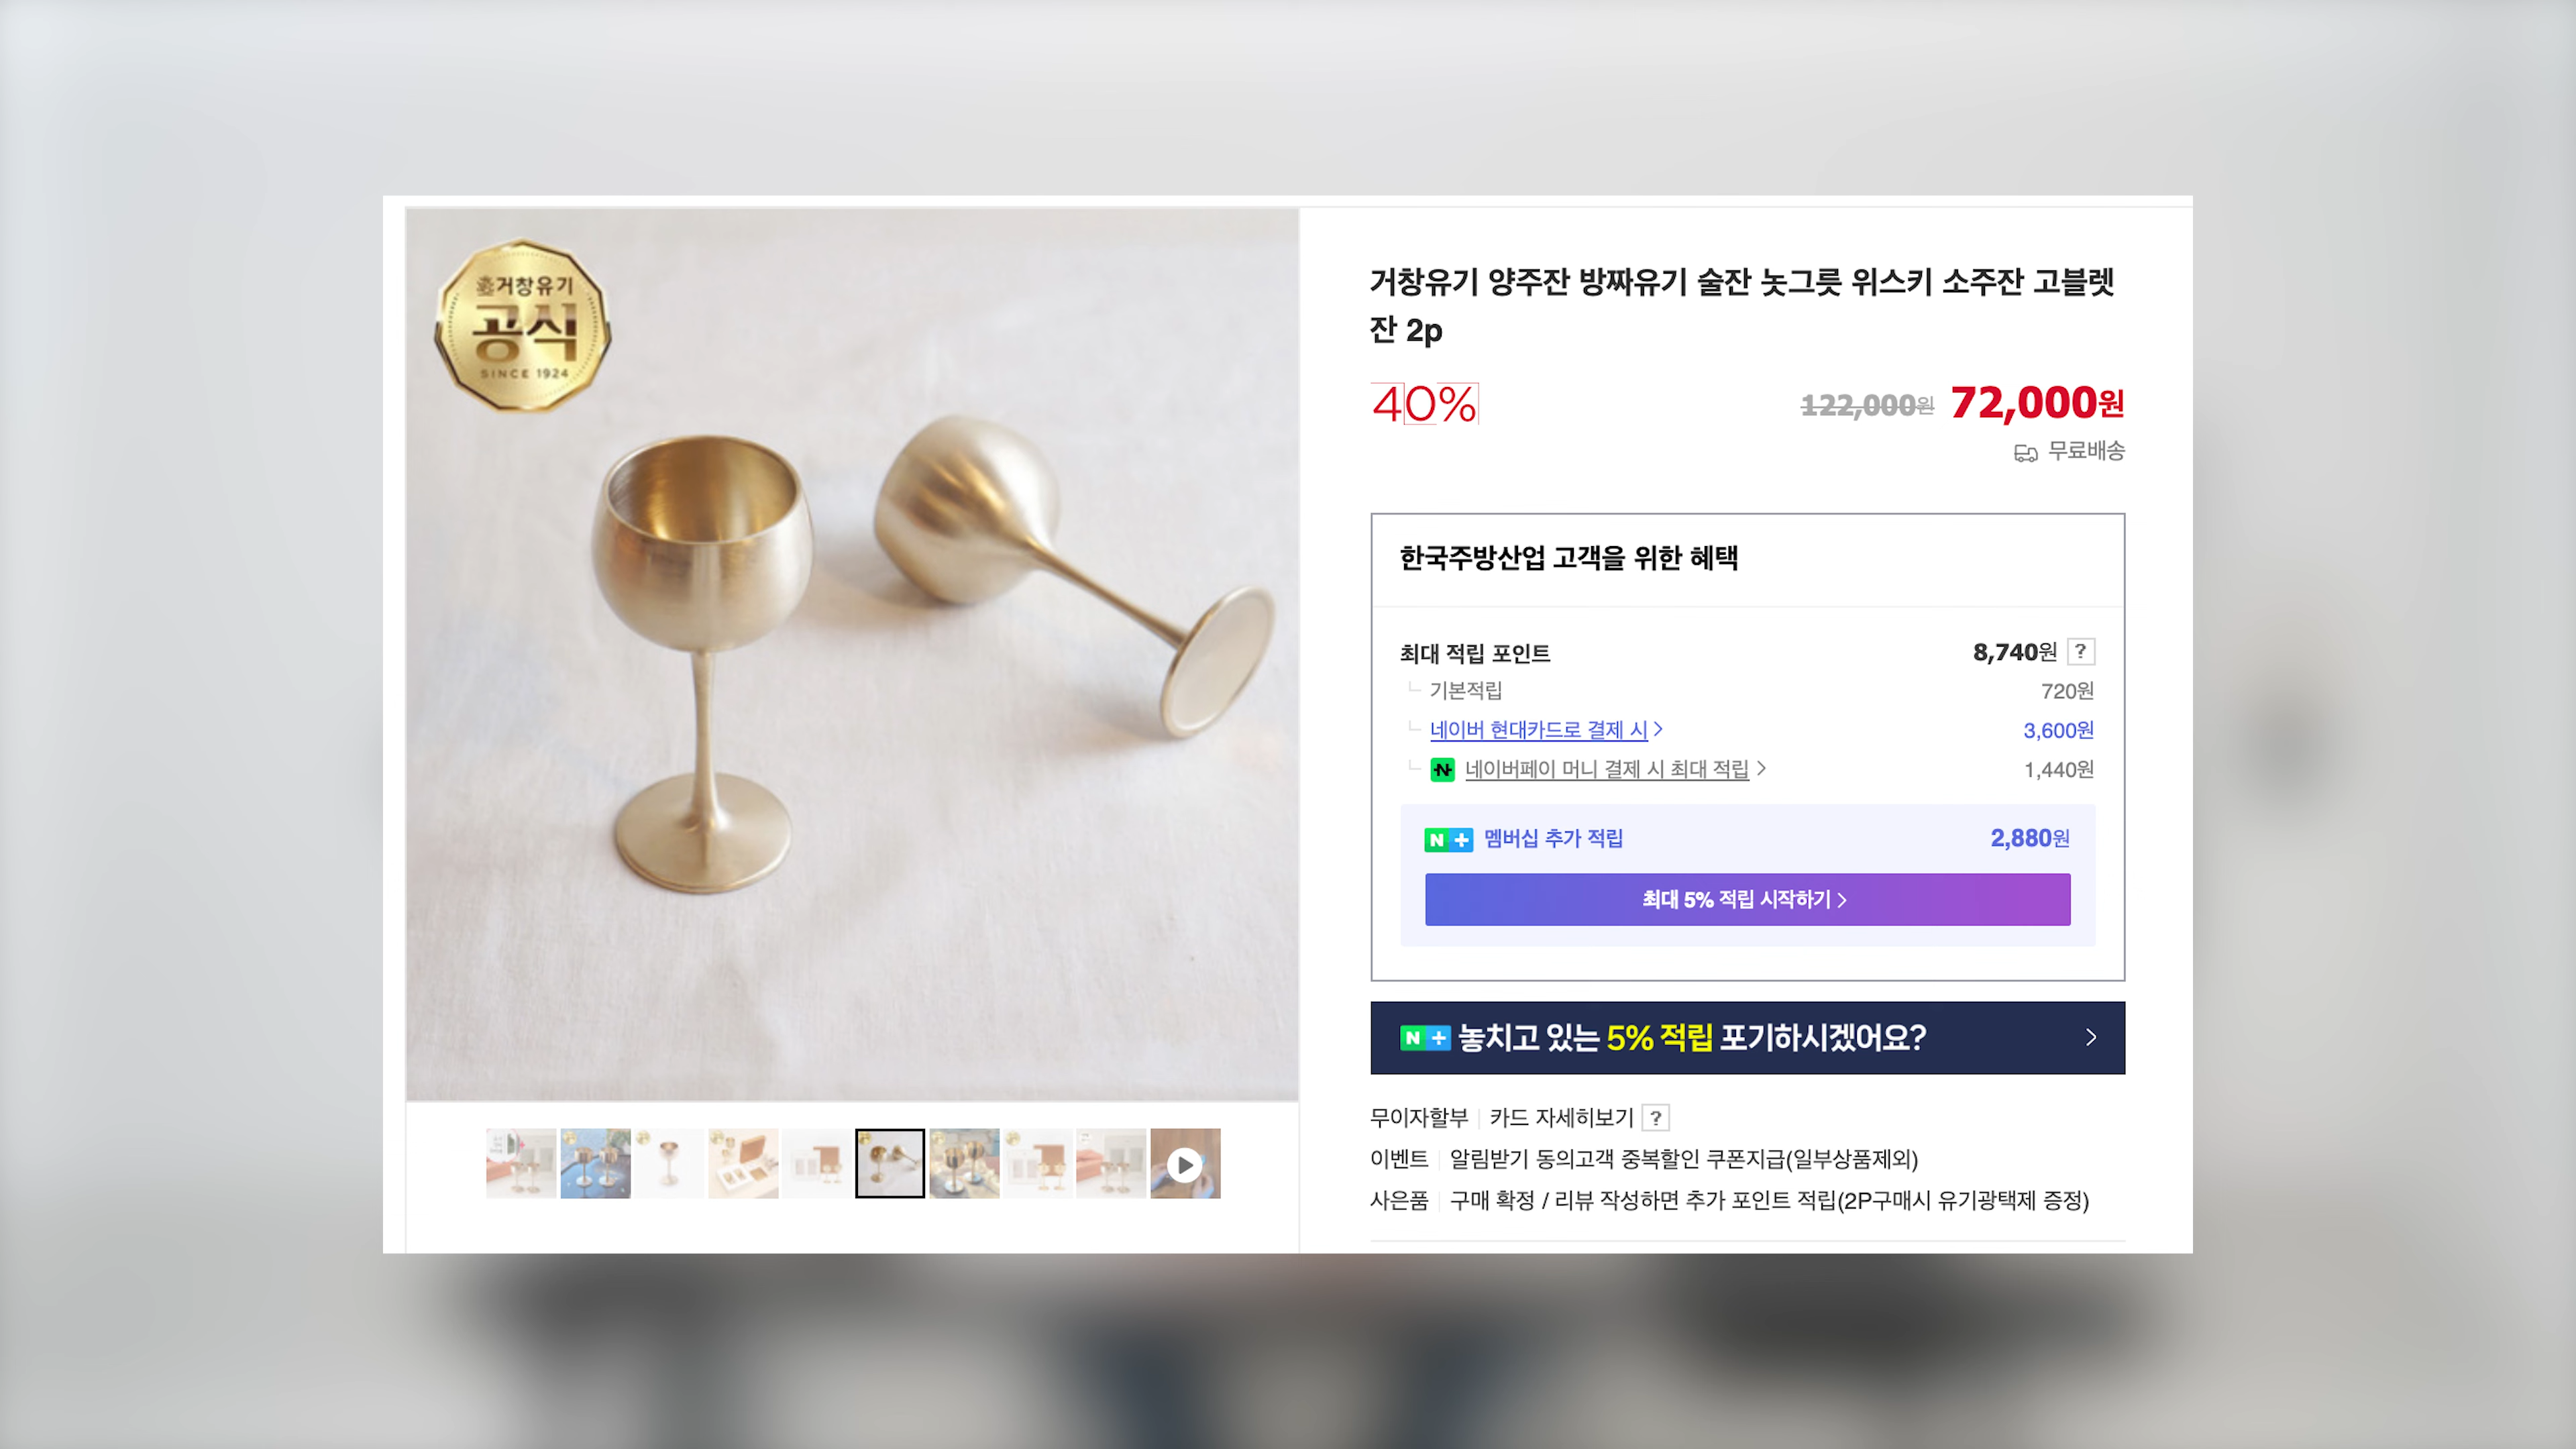 거창유기
공식
SINCE 1924
거창유기 양주잔 방짜유기 술잔 놋그릇 위스키 소주잔 고블렛
잔 2p
40% 122,000원 72,000원
무료배송
한국주방산업 고객을 위한 혜택
최대 적립 포인트 8,740원 ?
기본적립 720원
네이버 현대카드로 결제 시 > 3,600원
N 네이버페이 머니 결제 시 최대 적립 > 1,440원
N+ 멤버십 추가 적립 2,880원
최대 5% 적립 시작하기 >
N+ 놓치고 있는 5% 적립 포기하시겠어요? >
무이자할부 카드 자세히보기 ?
이벤트 알림받기 동의고객 중복할인 쿠폰지급(일부상품제외)
사은품 구매 확정 / 리뷰 작성하면 추가 포인트 적립(2P구매시 유기광택제 증정)